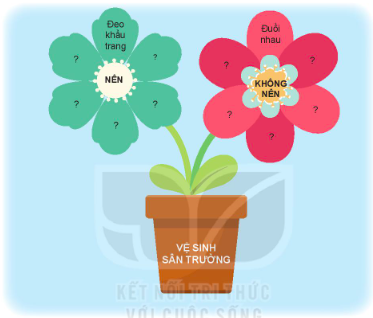 Đeo
khẩu
trang
?
?
NÊN
?
?
?
Đuổi
nhau
?
?
KHÔNG
NÊN
?
?
?
VỆ SINH
SÂN TRƯỜNG
KẾT NỐI TRI THỨC
VỚI CUỘC SỐNG